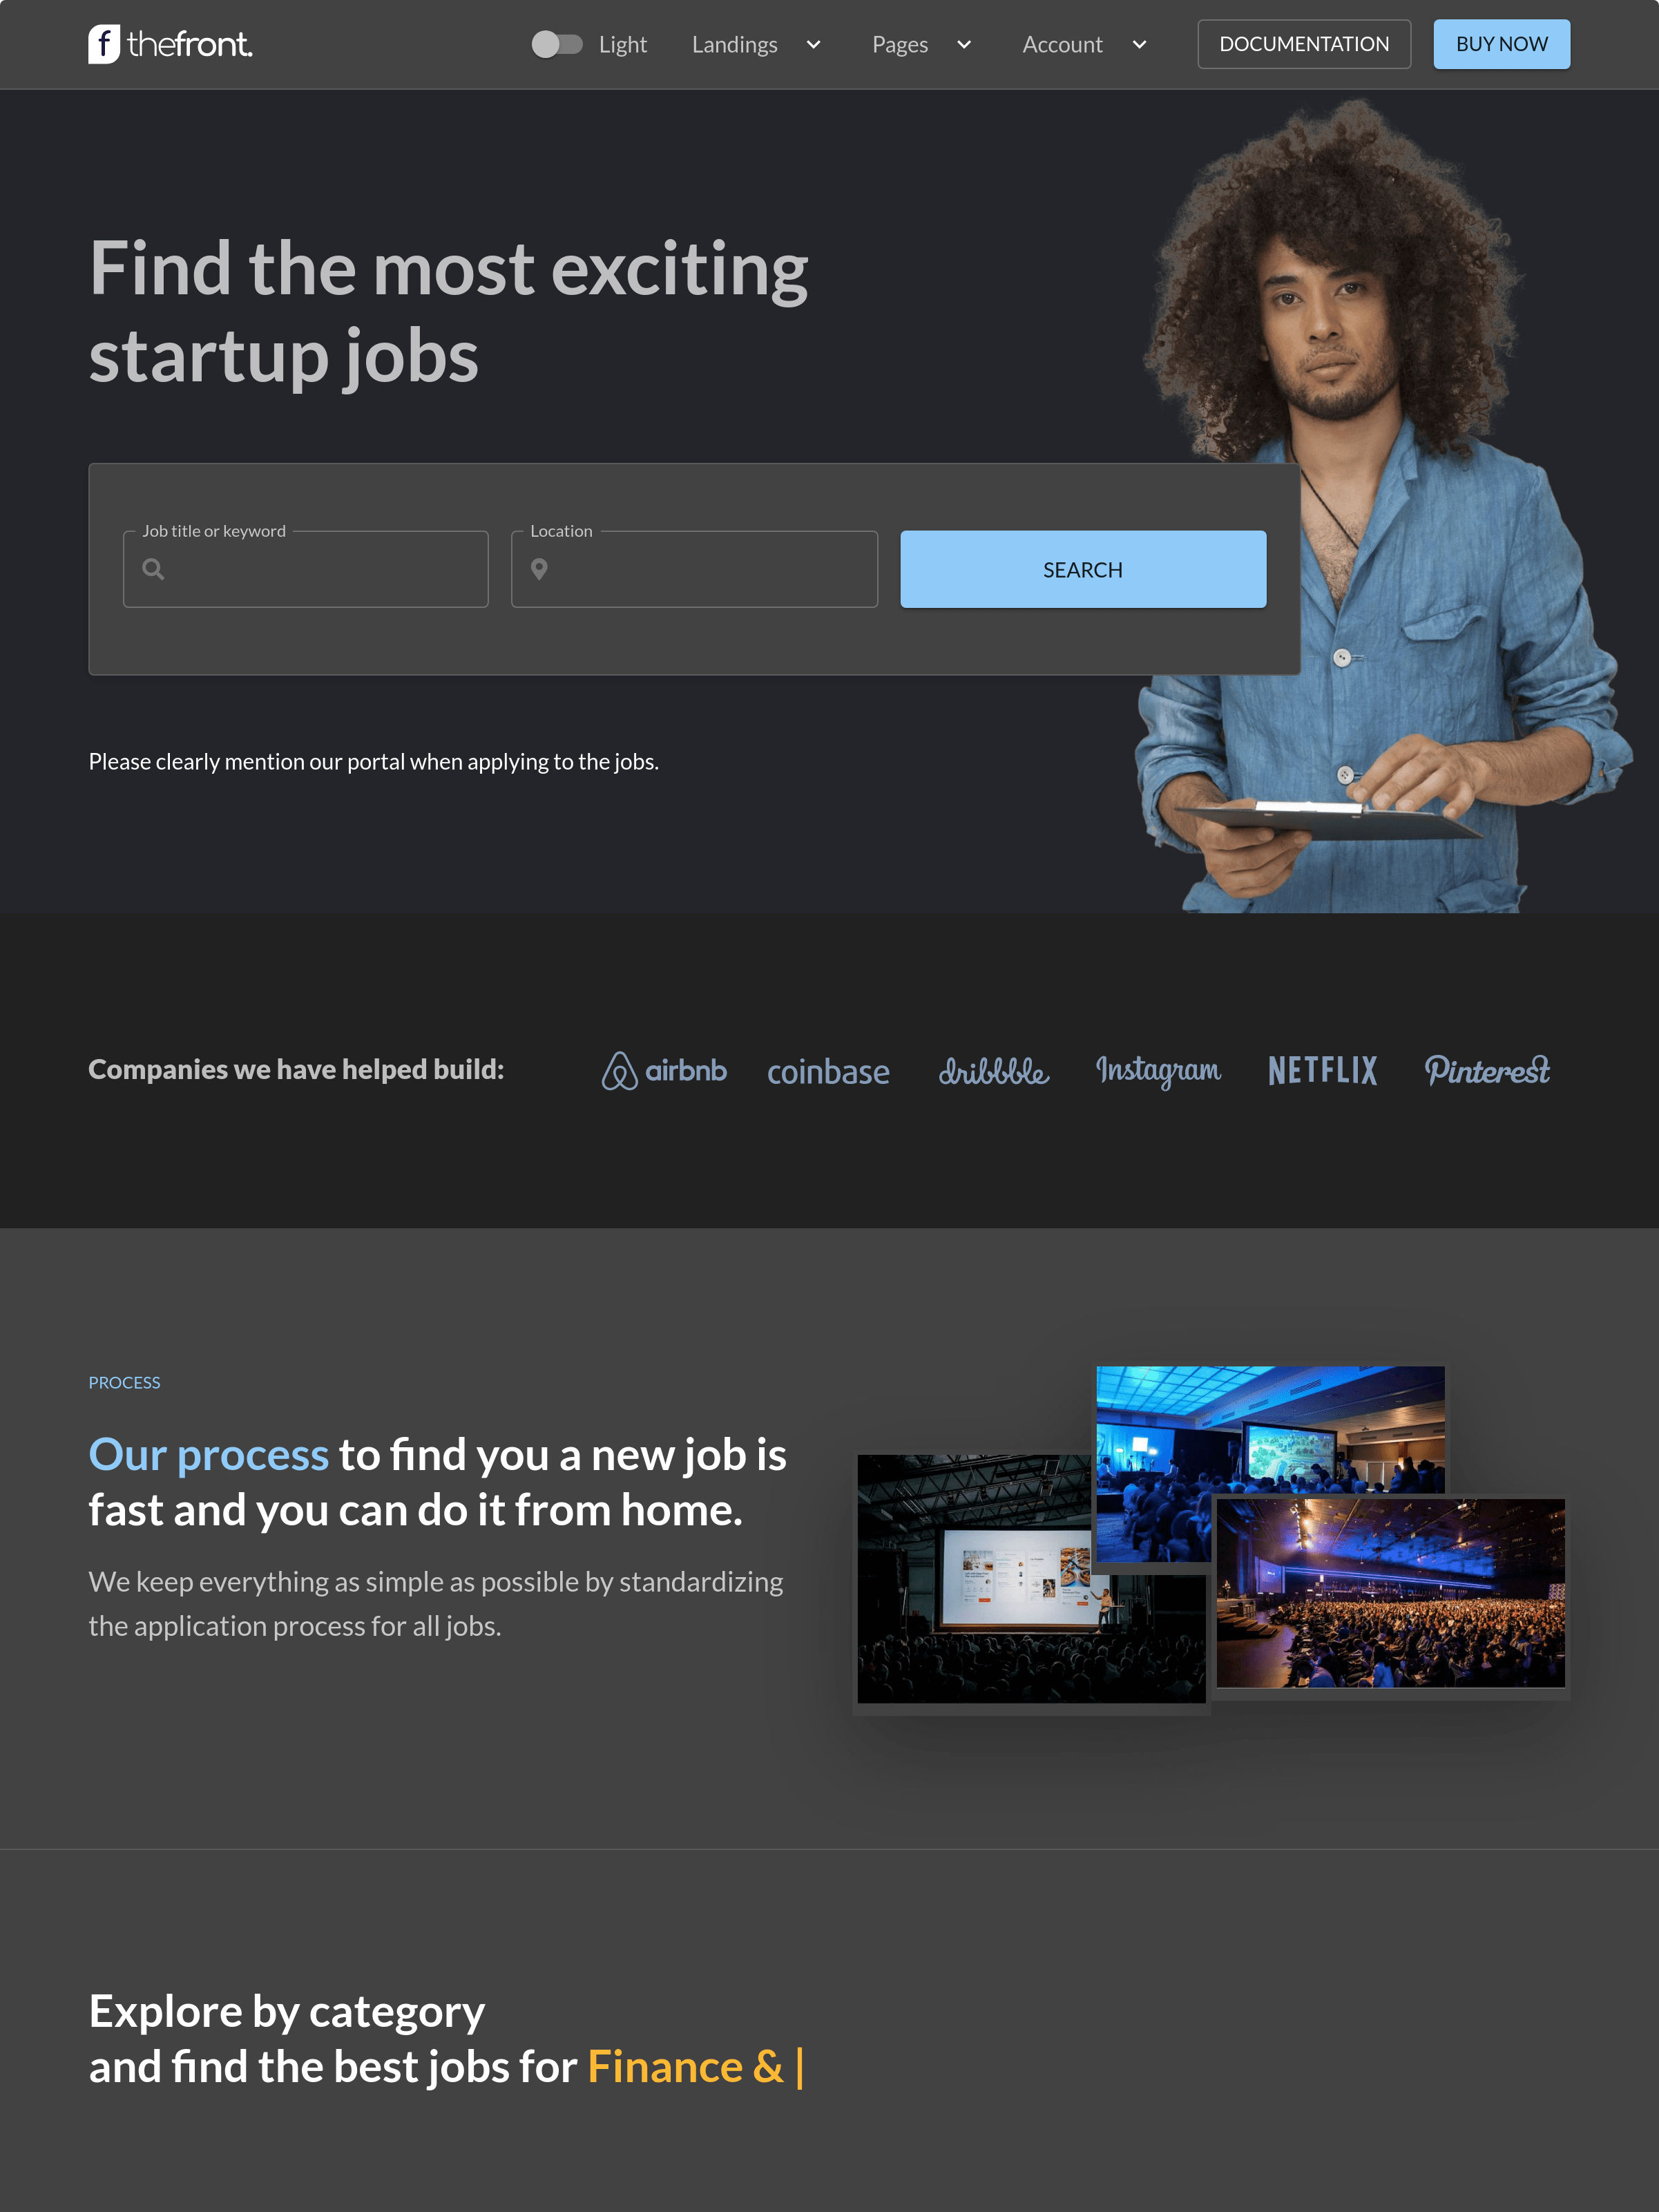 f thefront.
Light
Landings
Pages
Account
DOCUMENTATION
BUY NOW
Find the most exciting
startup jobs
Job title or keyword
Location
SEARCH
Please clearly mention our portal when applying to the jobs.
Companies we have helped build:
airbnb
coinbase
dribbble
Instagram
NETFLIX
Pinterest
PROCESS
Our process to find you a new job is
fast and you can do it from home.
We keep everything as simple as possible by standardizing
the application process for all jobs.
Explore by category
and find the best jobs for Finance & |